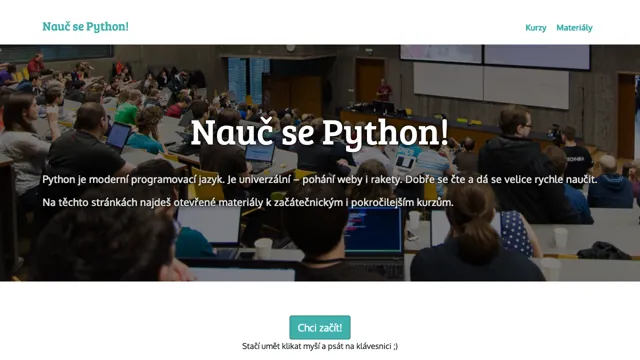 Nauč se Python!
Kurzy Materiály
Nauč se Python!
Python je moderní programovací jazyk. Je univerzální – pohání weby i rakety. Dobře se čte a dá se velice rychle naučit.
Na těchto stránkách najdeš otevřené materiály k začátečnickým i pokročilejším kurzům.
Chci začít!
Stačí umět klikat myší a psát na klávesnici ;)